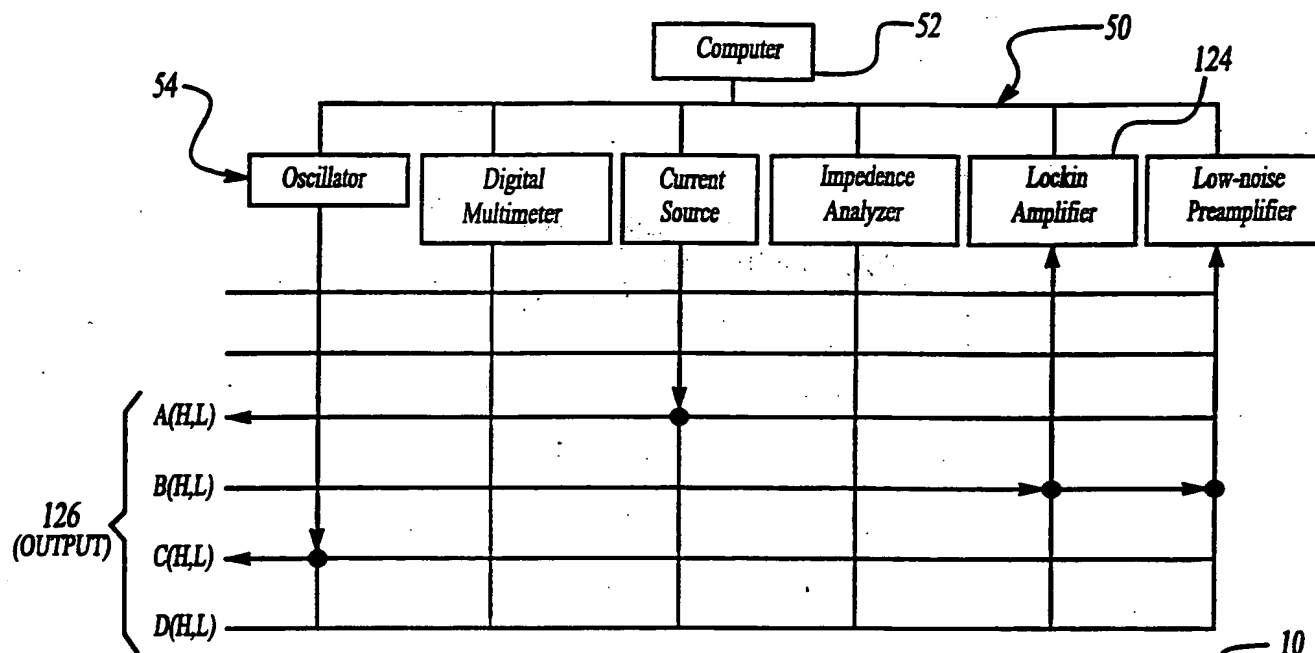 52
Computer
50
124
54
Oscillator
Digital
Multimeter
Current
Source
Impedence
Analyzer
Lockin
Amplifier
Low-noise
Preamplifier
A(H,L)
B(H,L)
126
(OUTPUT)
C(H,L)
D(H,L)
10